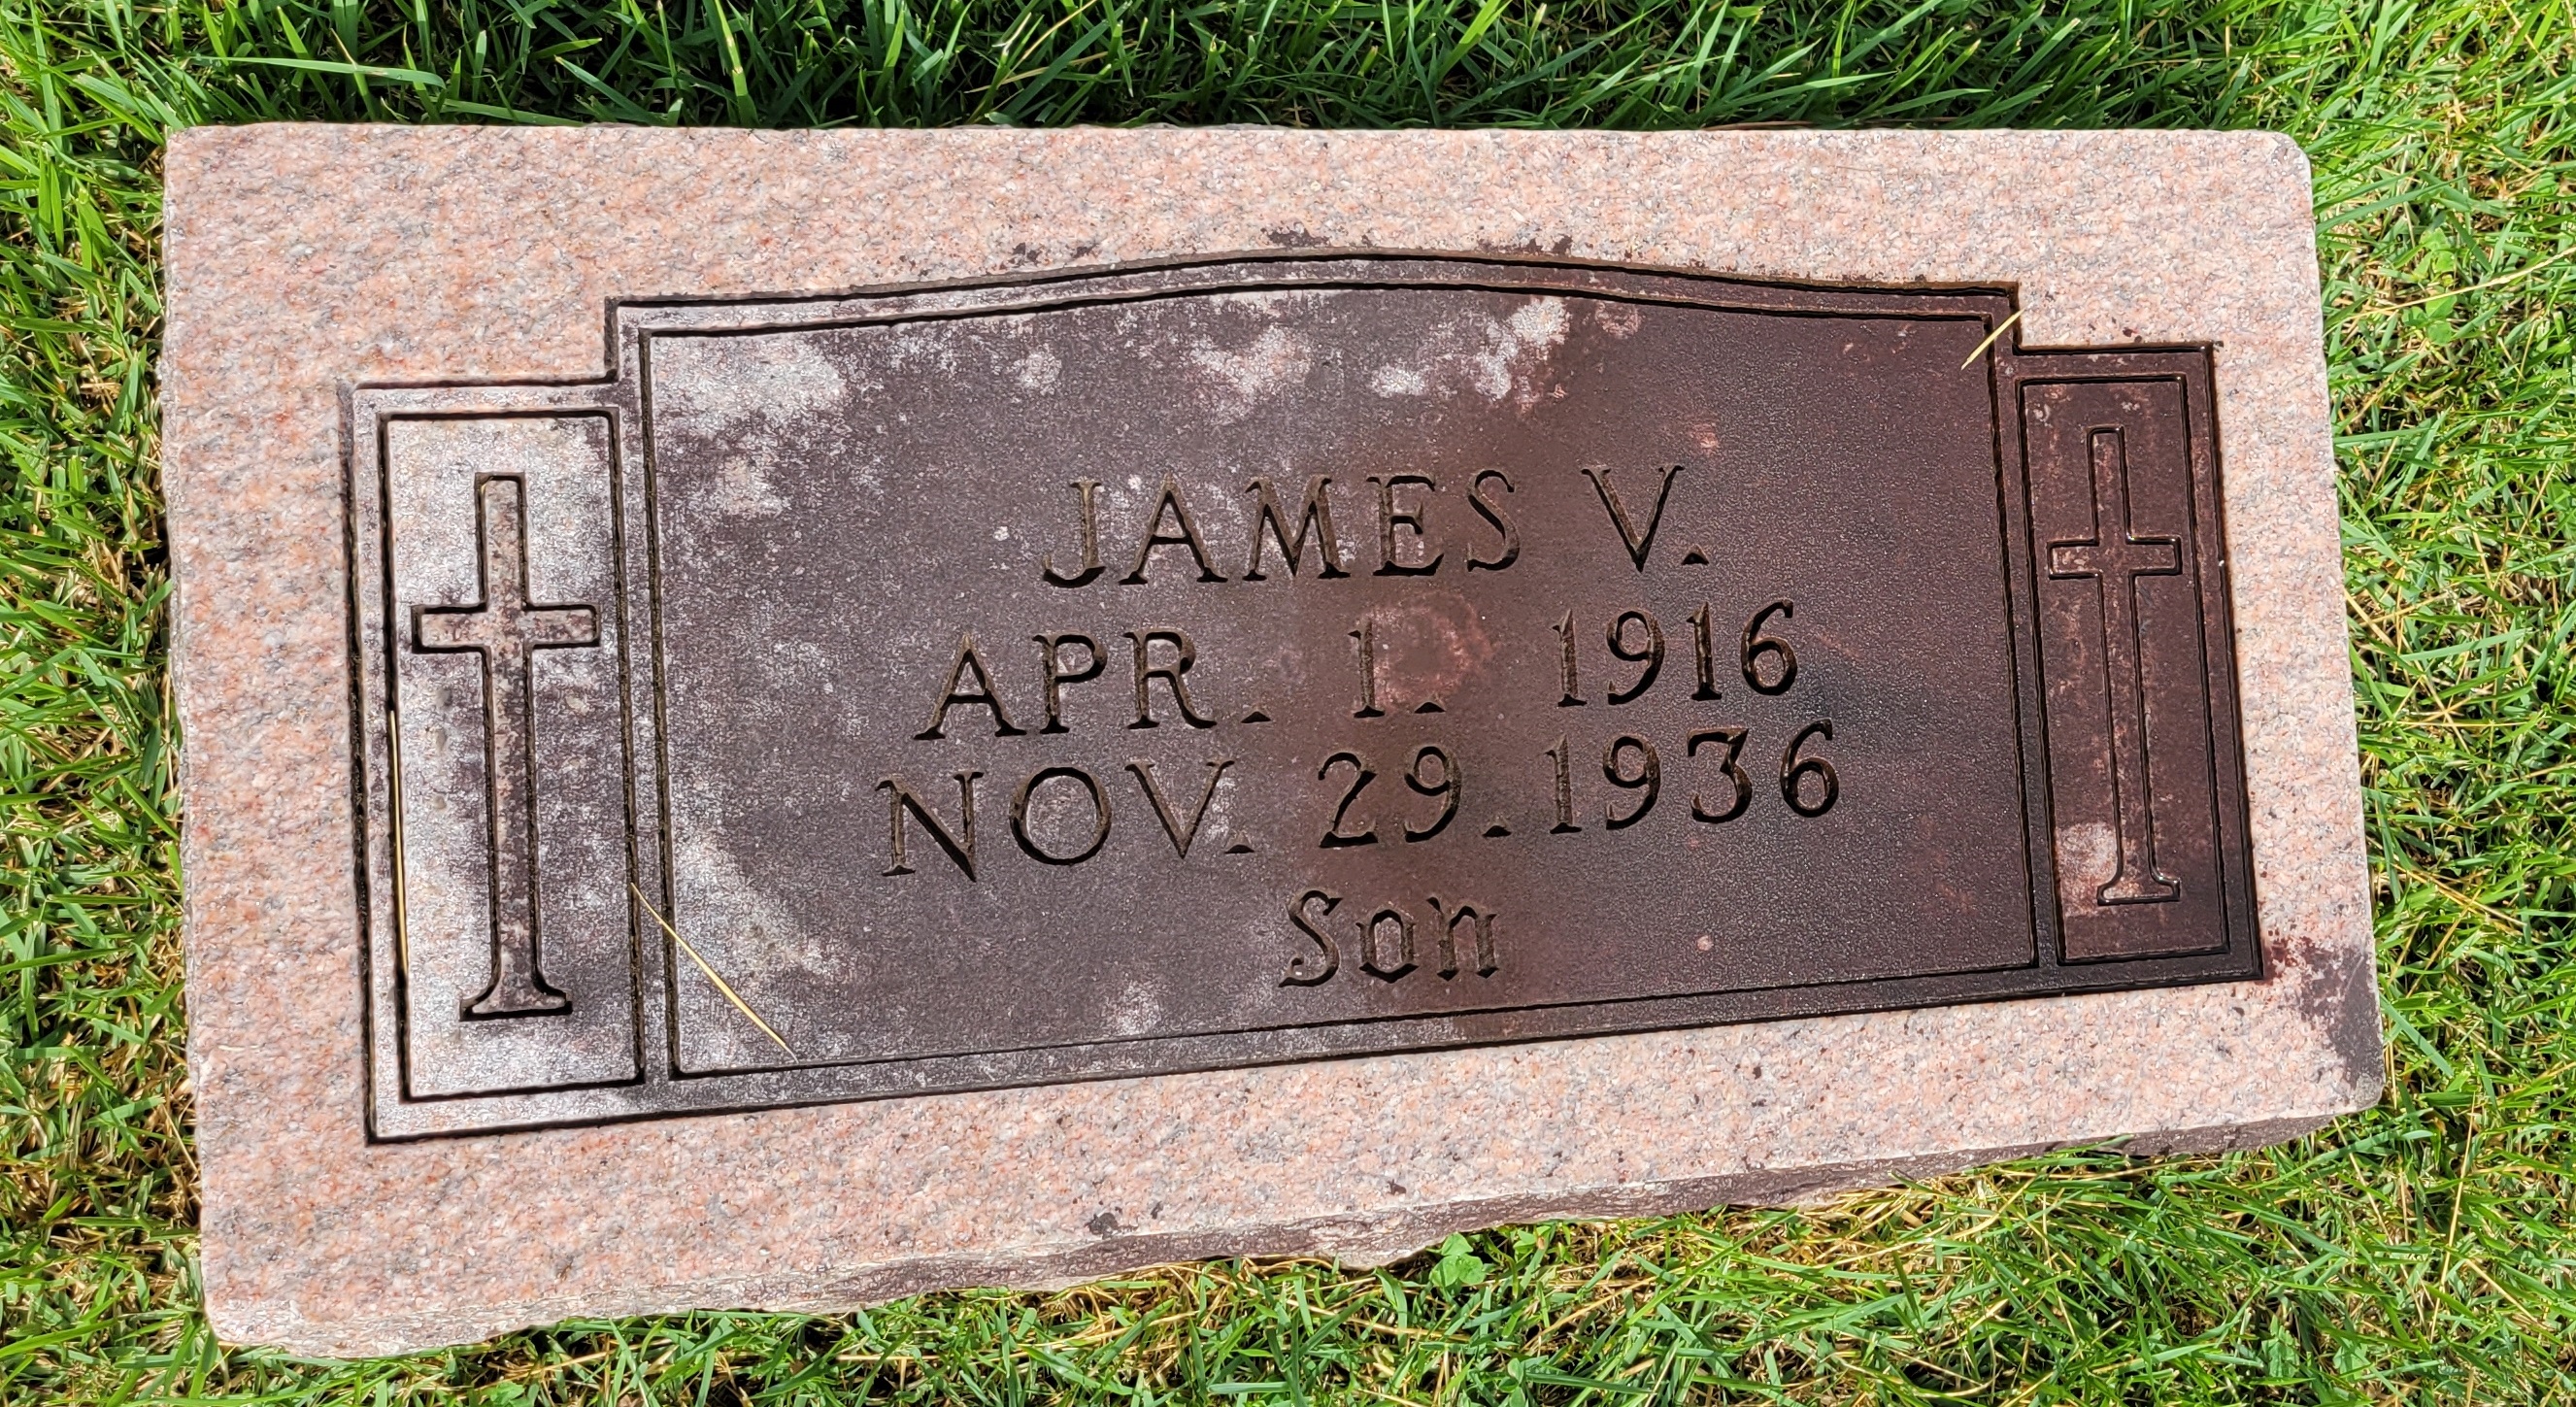 JAMES V.
APR. 1. 1916
NOV. 29.1936
Son